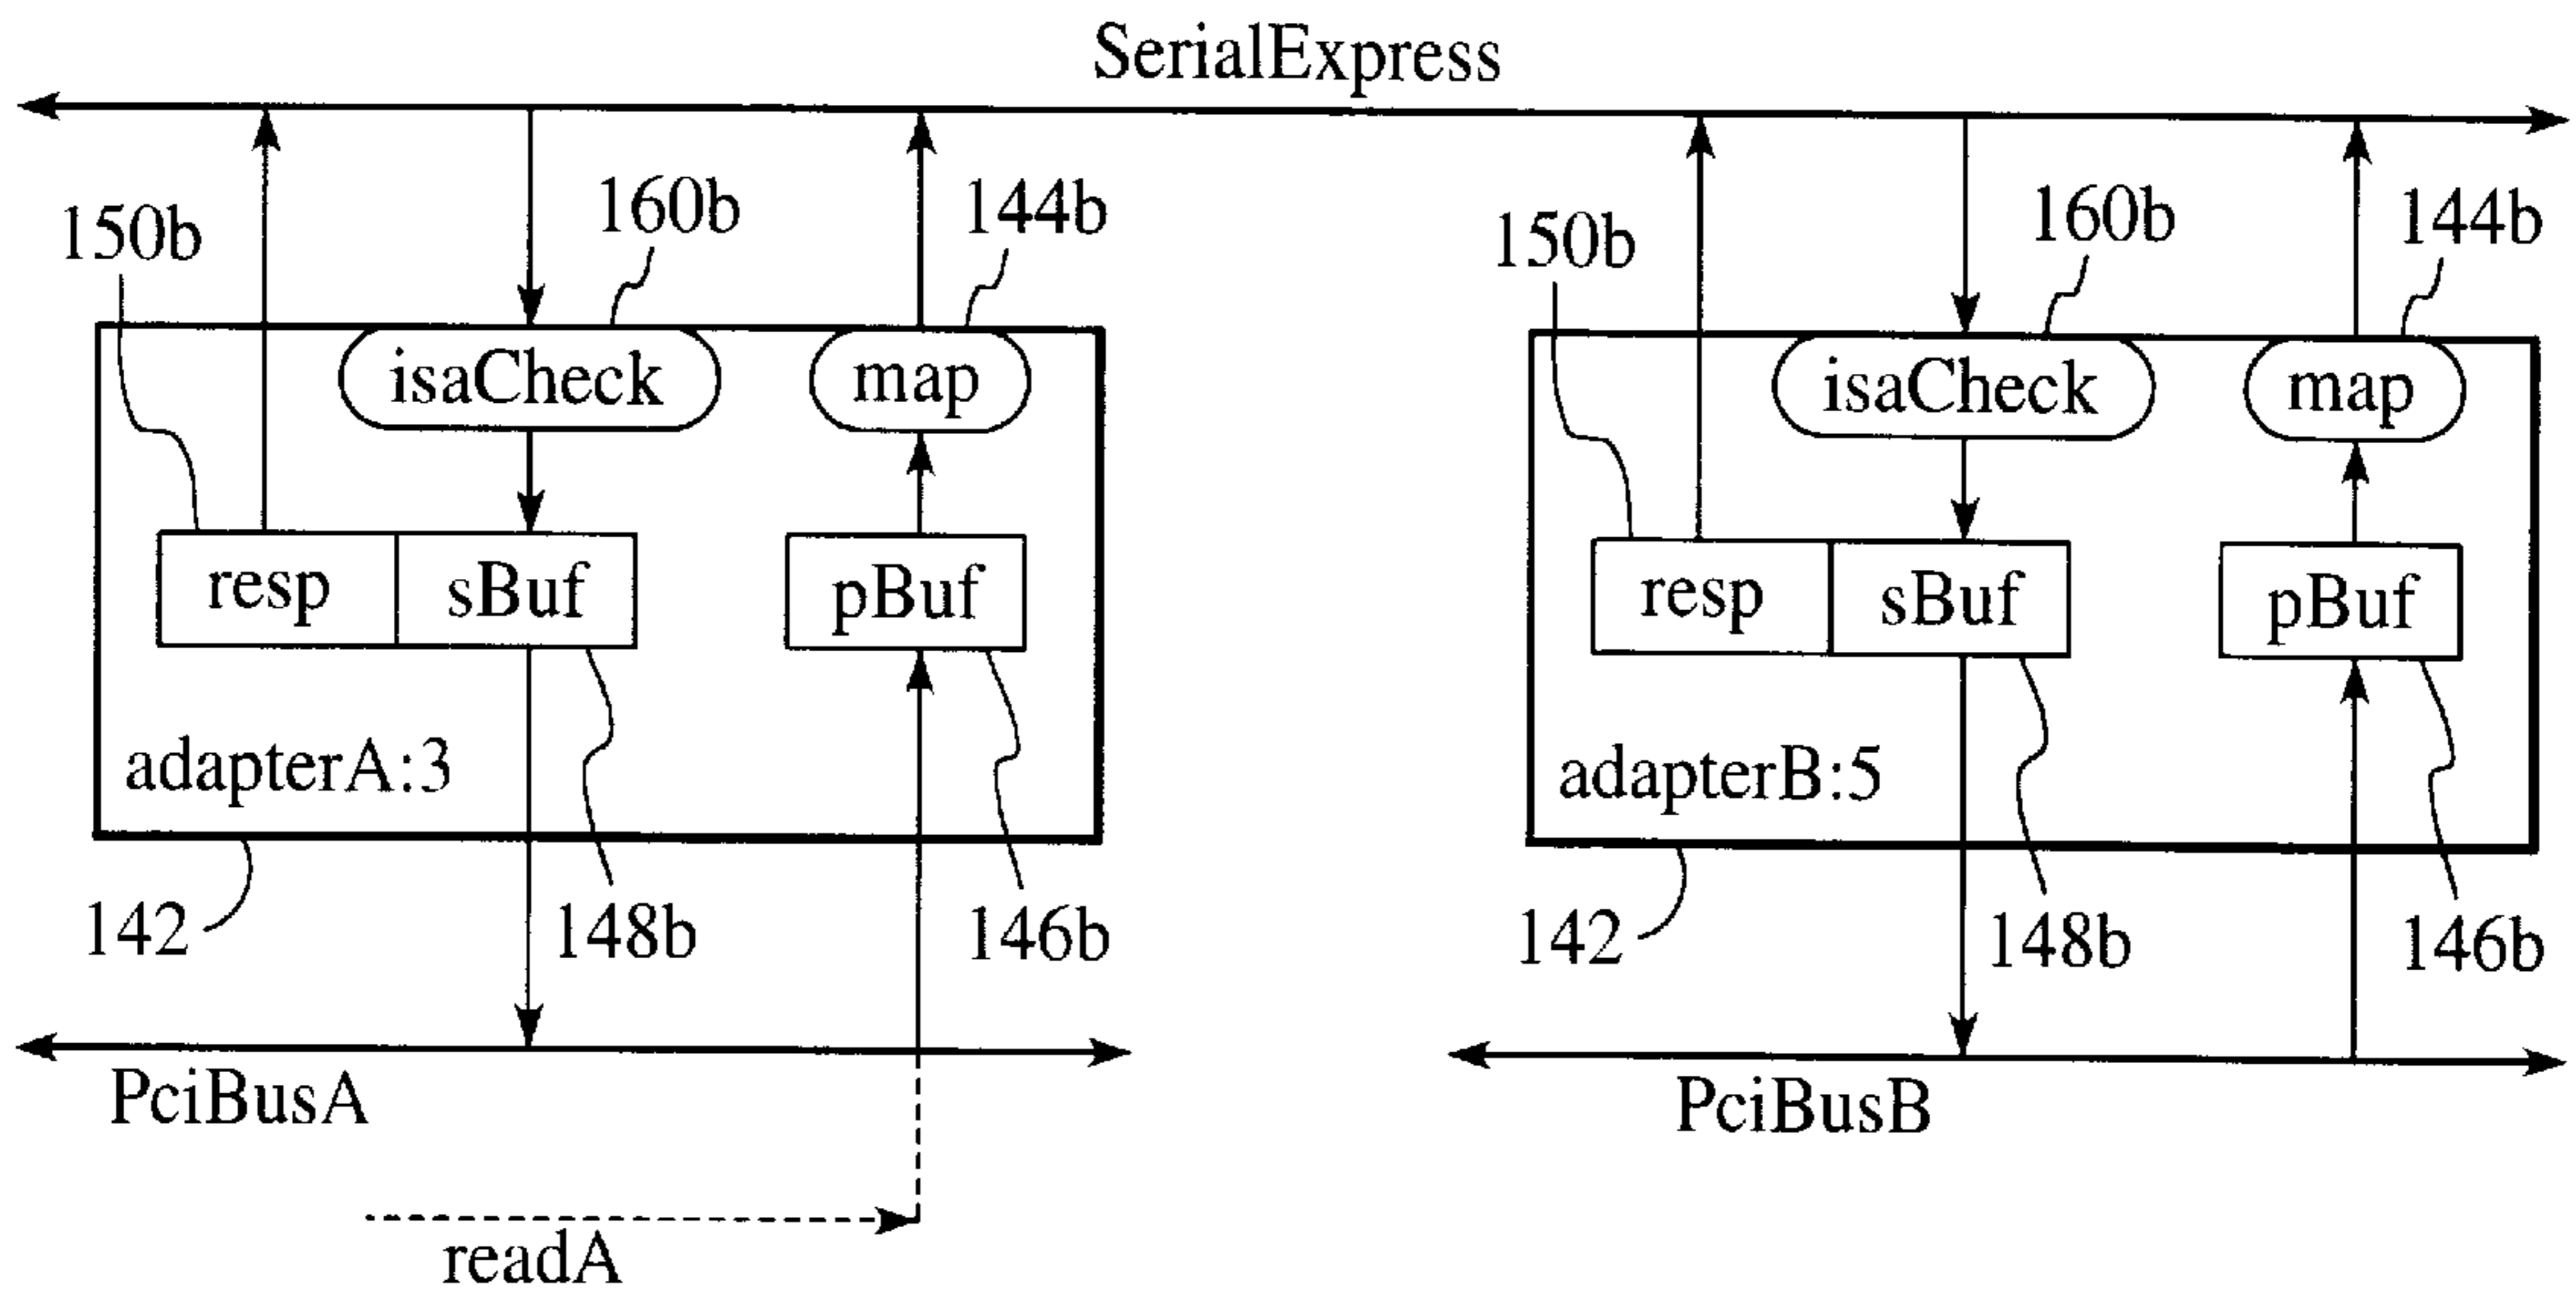 SerialExpress
150b
160b
144b
150b
160b
144b
isaCheck
map
isaCheck
map
resp
sBuf
pBuf
resp
sBuf
pBuf
adapterA:3
adapterB:5
142
148b
146b
142
148b
146b
PciBusA
PciBusB
readA